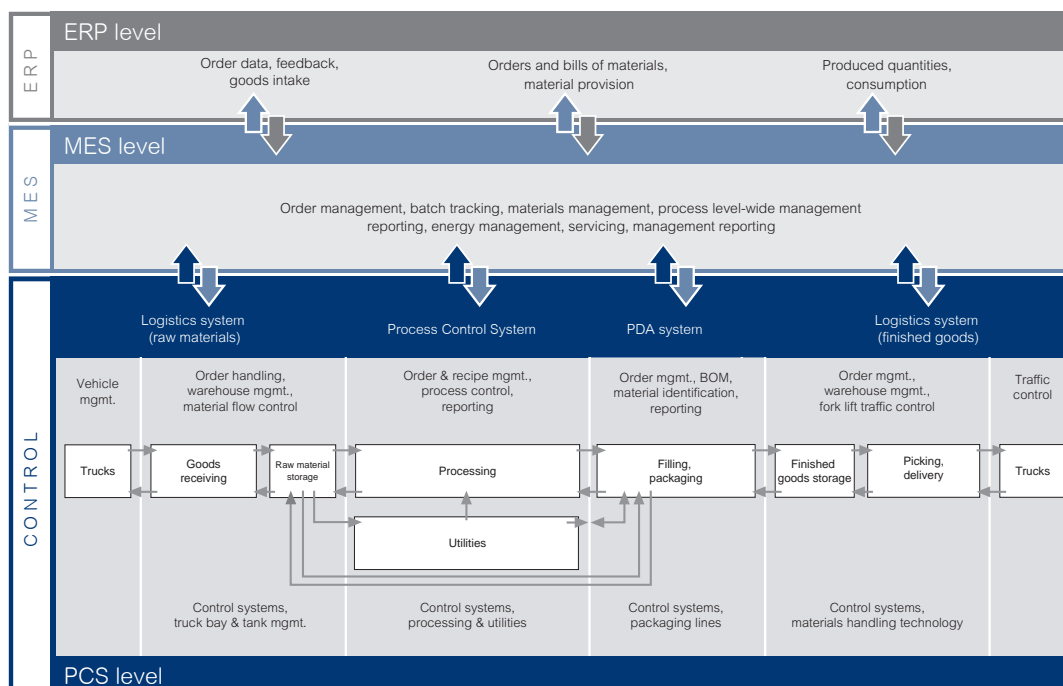 ERP
ERP level
Order data, feedback,
goods intake
Orders and bills of materials,
material provision
Produced quantities,
consumption
MES
MES level
Order management, batch tracking, materials management, process level-wide management
reporting, energy management, servicing, management reporting
CONTROL
Logistics system
(raw materials)
Process Control System
PDA system
Logistics system
(finished goods)
Vehicle
mgmt.
Order handling,
warehouse mgmt.,
material flow control
Order & recipe mgmt.,
process control,
reporting
Order mgmt., BOM,
material identification,
reporting
Order mgmt.,
warehouse mgmt.,
fork lift traffic control
Traffic
control
Trucks
Goods
receiving
Raw material
storage
Processing
Filling,
packaging
Finished
goods storage
Picking,
delivery
Trucks
Utilities
Control systems,
truck bay & tank mgmt.
Control systems,
processing & utilities
Control systems,
packaging lines
Control systems,
materials handling technology
PCS level